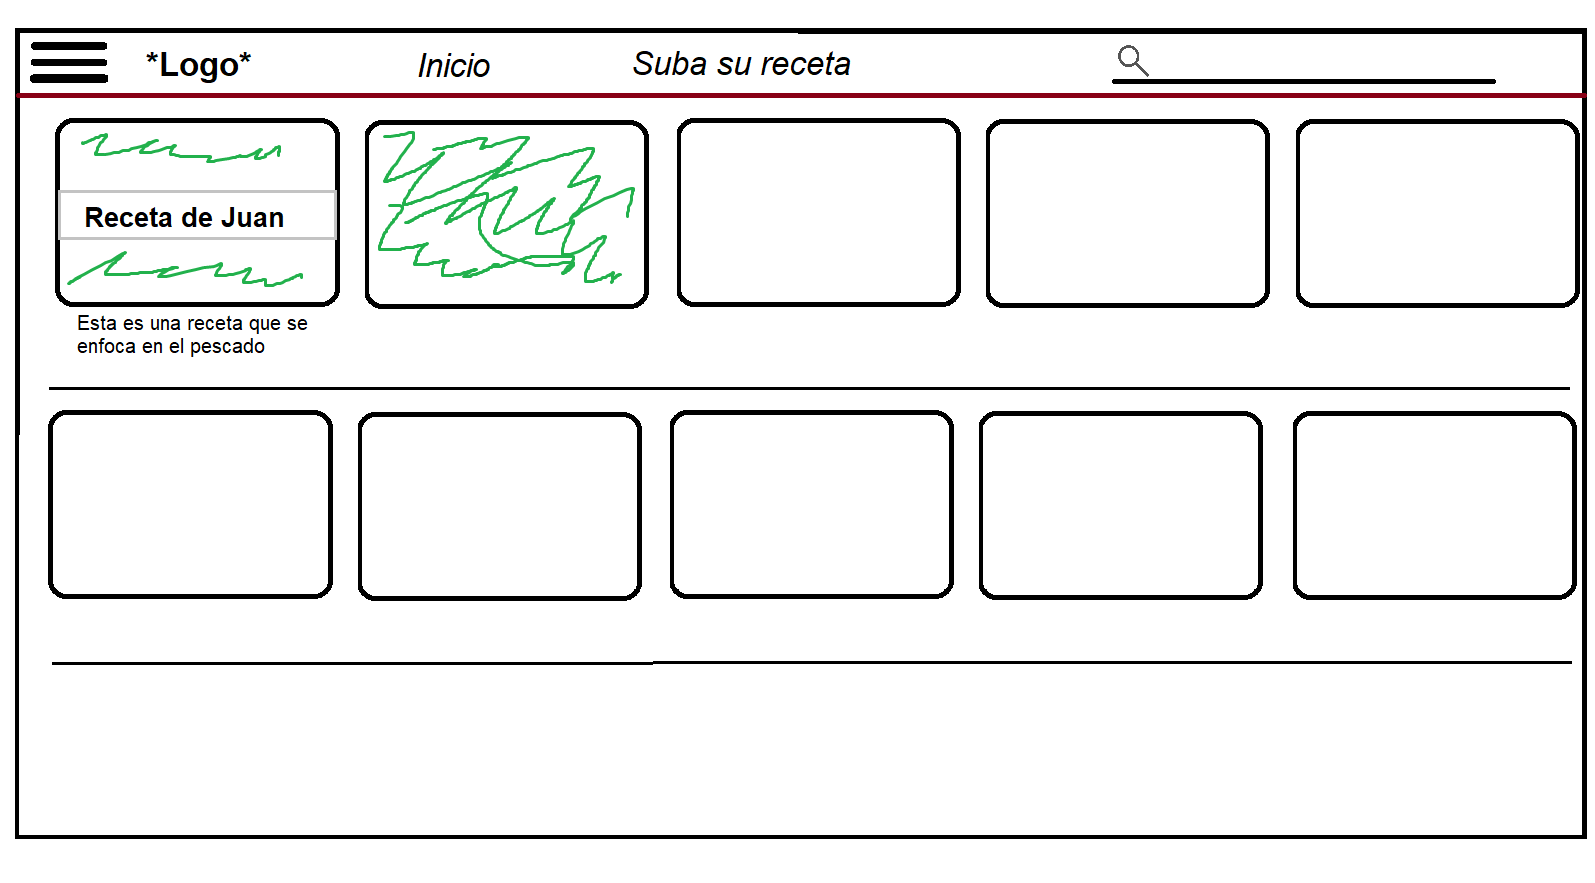 *Logo*
Inicio
Suba su receta
Receta de Juan
Esta es una receta que se
enfoca en el pescado